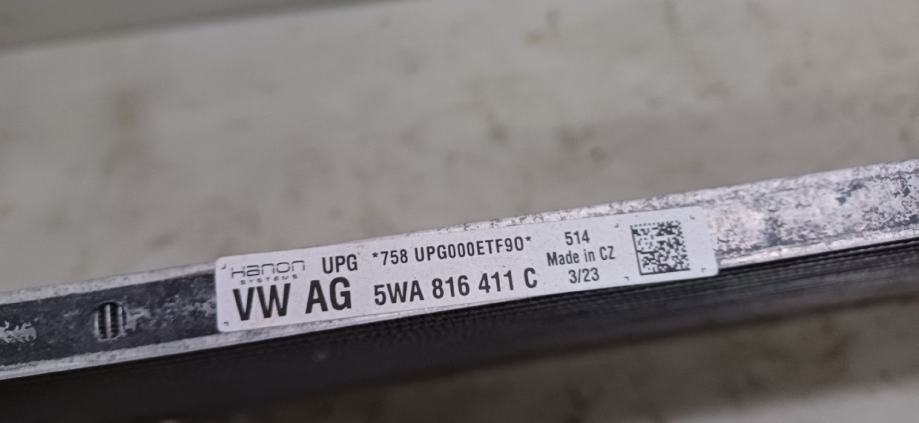 Hanon UPG *758 UPG000ETF90* 514
SYSTEMS Made in CZ
VW AG 5WA 816 411 C 3/23